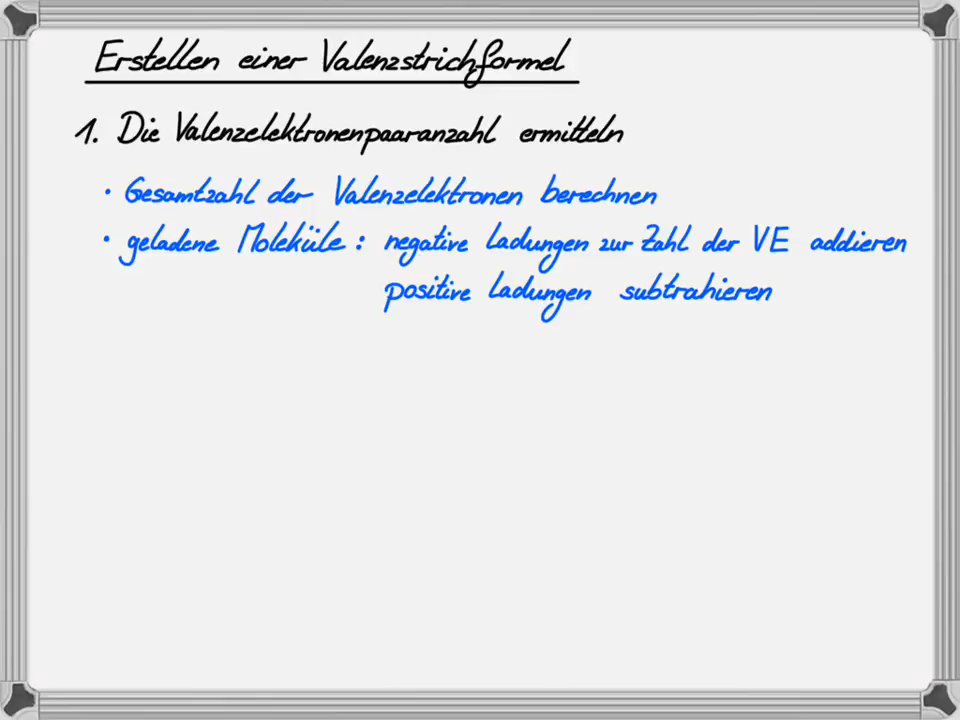 Erstellen einer Valenzstrichformel
1. Die Valenzelektronenpaaranzahl ermitteln
• Gesamtzahl der Valenzelektronen berechnen
• geladene Moleküle: negative Ladungen zur Zahl der VE addieren
positive Ladungen subtrahieren